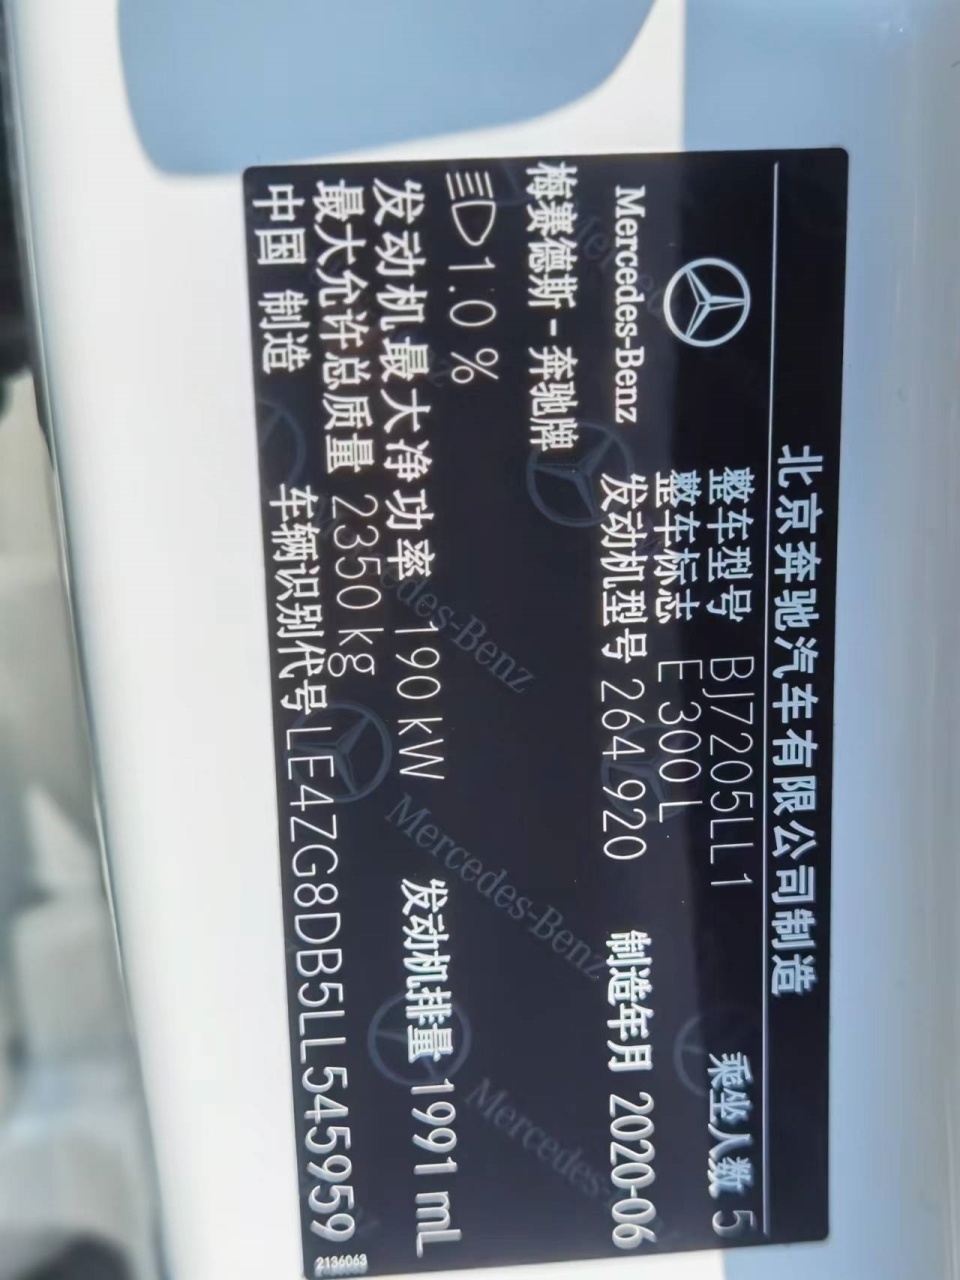 北京奔驰汽车有限公司制造
整车型号 BJ7205LL1 乘坐人数 5
整车标志 E 300 L
Mercedes-Benz 发动机型号 264 920 制造年月 2020-06
梅赛德斯-奔驰牌
1.0 %
发动机最大净功率 190 kW 发动机排量 1991 mL
最大允许总质量 2350 kg
中国 制造 车辆识别代号 LE4ZG8DB5LL545959
2136063